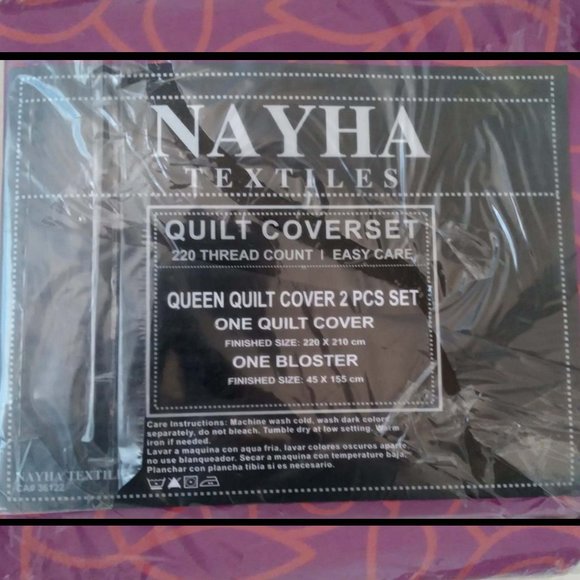 NAYHA
TEXTILES
QUILT COVERSET
220 THREAD COUNT | EASY CARE
QUEEN QUILT COVER 2 PCS SET
ONE QUILT COVER
FINISHED SIZE: 220 X 210 cm
ONE BLOSTER
FINISHED SIZE: 45 X 155 cm
Care Instructions: Machine wash cold, wash dark colors
separately, do not bleach. Tumble dry at low setting. Warm
iron if needed.
Lavar a maquina con agua fria, lavar colores oscuros aparte,
no use blanqueador. Secar a maquina con temperature baja.
Planchar con plancha tibia si es necesario.
NAYHA TEXTILES
CA# 36122